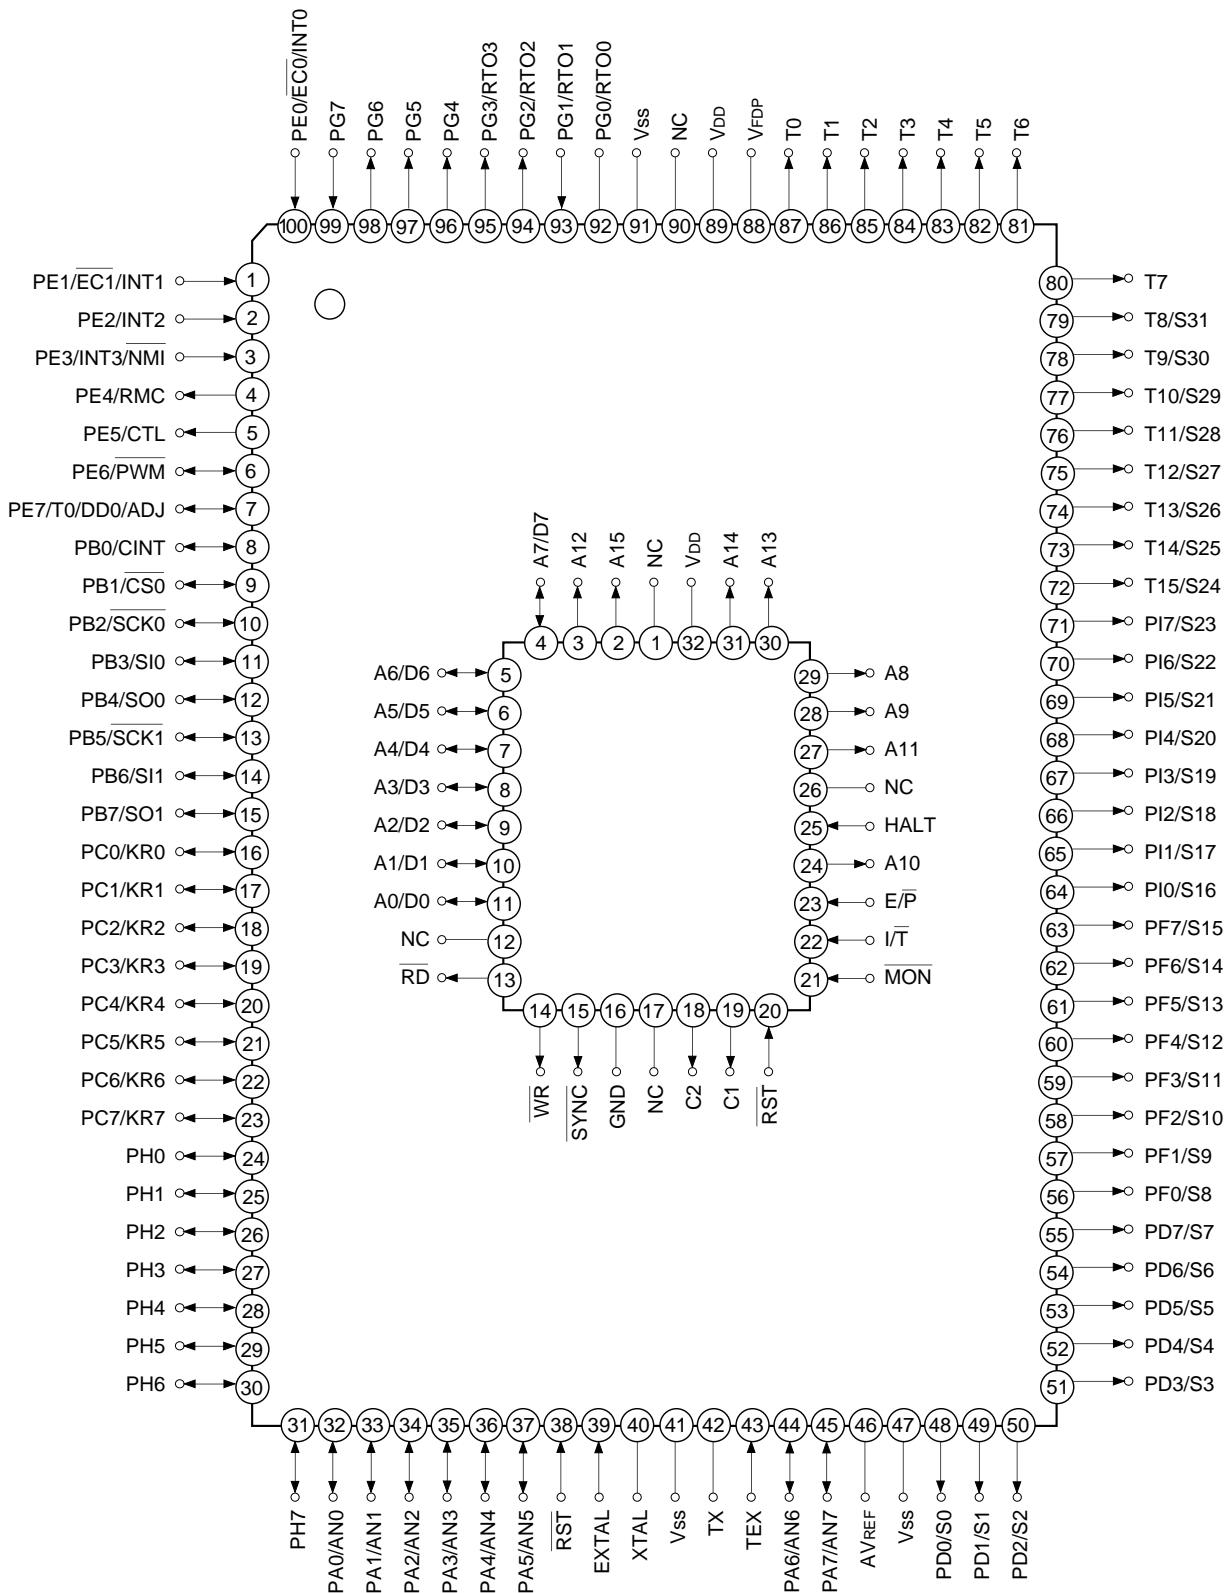 PE0/EC0/INT0
PG7
PG6
PG5
PG4
PG3/RTO3
PG2/RTO2
PG1/RTO1
PG0/RTO0
Vss
NC
VDD
VFDP
T0
T1
T2
T3
T4
T5
T6
100
99
98
97
96
95
94
93
92
91
90
89
88
87
86
85
84
83
82
81
PE1/EC1/INT1 1
PE2/INT2 2
PE3/INT3/NMI 3
PE4/RMC 4
PE5/CTL 5
PE6/PWM 6
PE7/T0/DD0/ADJ 7
PB0/CINT 8
PB1/CS0 9
PB2/SCK0 10
PB3/SI0 11
PB4/SO0 12
PB5/SCK1 13
PB6/SI1 14
PB7/SO1 15
PC0/KR0 16
PC1/KR1 17
PC2/KR2 18
PC3/KR3 19
PC4/KR4 20
PC5/KR5 21
PC6/KR6 22
PC7/KR7 23
PH0 24
PH1 25
PH2 26
PH3 27
PH4 28
PH5 29
PH6 30
A7/D7
A12
A15
NC
VDD
A14
A13
4
3
2
1
32
31
30
A6/D6 5
A5/D5 6
A4/D4 7
A3/D3 8
A2/D2 9
A1/D1 10
A0/D0 11
NC 12
RD 13
29 A8
28 A9
27 A11
26 NC
25 HALT
24 A10
23 E/P
22 I/T
21 MON
14
15
16
17
18
19
20
WR
SYNC
GND
NC
C2
C1
RST
80 T7
79 T8/S31
78 T9/S30
77 T10/S29
76 T11/S28
75 T12/S27
74 T13/S26
73 T14/S25
72 T15/S24
71 PI7/S23
70 PI6/S22
69 PI5/S21
68 PI4/S20
67 PI3/S19
66 PI2/S18
65 PI1/S17
64 PI0/S16
63 PF7/S15
62 PF6/S14
61 PF5/S13
60 PF4/S12
59 PF3/S11
58 PF2/S10
57 PF1/S9
56 PF0/S8
55 PD7/S7
54 PD6/S6
53 PD5/S5
52 PD4/S4
51 PD3/S3
31
32
33
34
35
36
37
38
39
40
41
42
43
44
45
46
47
48
49
50
PH7
PA0/AN0
PA1/AN1
PA2/AN2
PA3/AN3
PA4/AN4
PA5/AN5
RST
EXTAL
XTAL
Vss
TX
TEX
PA6/AN6
PA7/AN7
AVREF
Vss
PD0/S0
PD1/S1
PD2/S2